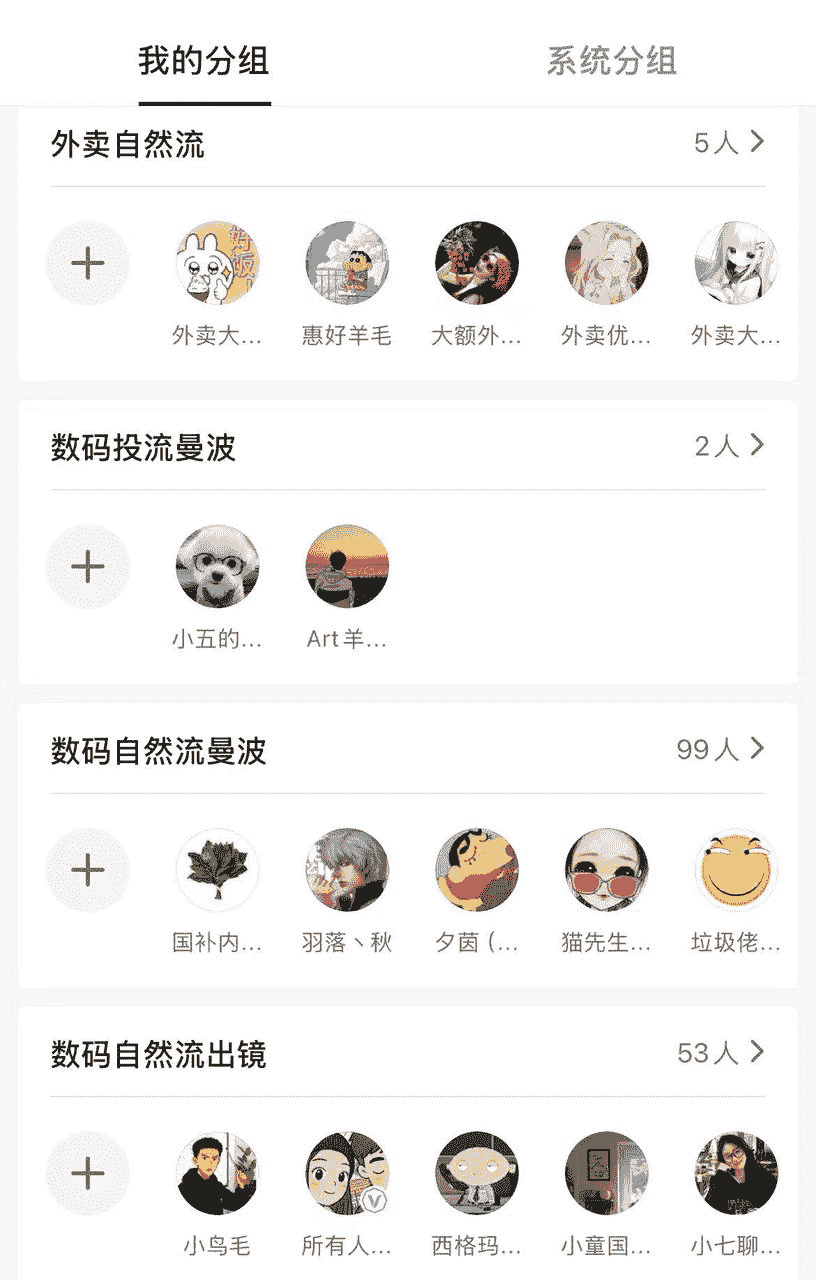 我的分组
系统分组
外卖自然流
5人
好饭!
外卖大...
惠好羊毛
大额外...
外卖优...
外卖大...
数码投流曼波
2人
小五的...
Art羊...
数码自然流曼波
99人
国补内...
羽落丶秋
夕茵(...
猫先生...
垃圾佬...
数码自然流出镜
53人
小鸟毛
所有人...
西格玛...
小童国...
小七聊...